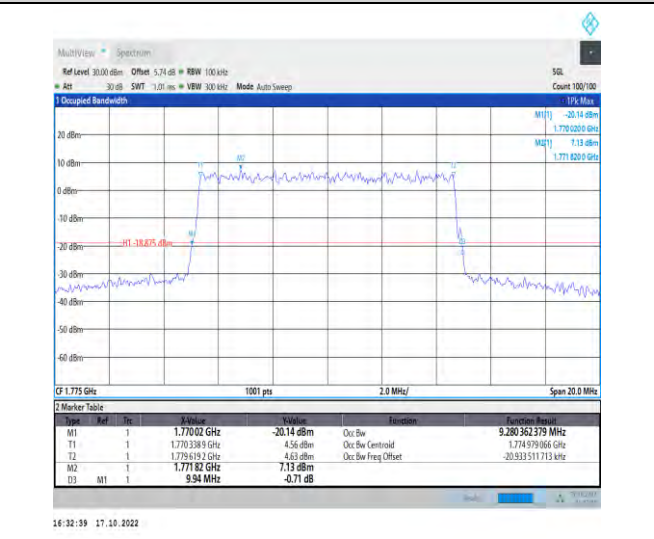 MultiView Spectrum
Ref Level 30.00 dBm Offset 5.74 dB RBW 100 kHz SGL
Att 30 dB SWT 1.01 ms VBW 300 kHz Mode Auto Sweep Count 100/100
1 Occupied Bandwidth 1Pk Max
M1[1] -20.14 dBm
1.770 020 0 GHz
M2[1] 7.13 dBm
1.771 820 0 GHz
20 dBm
T1 M2 T2
10 dBm
0 dBm
-10 dBm
M1
H1 -18.875 dBm
-20 dBm
-30 dBm
-40 dBm
-50 dBm
-60 dBm
CF 1.775 GHz 1001 pts 2.0 MHz/ Span 20.0 MHz
2 Marker Table
Type Ref Trc X-Value Y-Value Function Function Result
M1 1 1.770 02 GHz -20.14 dBm Occ Bw 9.280 362 379 MHz
T1 1 1.770 338 9 GHz 4.56 dBm Occ Bw Centroid 1.774 979 066 GHz
T2 1 1.779 619 2 GHz 4.63 dBm Occ Bw Freq Offset -20.933 511 713 kHz
M2 1 1.771 82 GHz 7.13 dBm
D3 M1 1 9.94 MHz -0.71 dB
16:32:39 17.10.2022